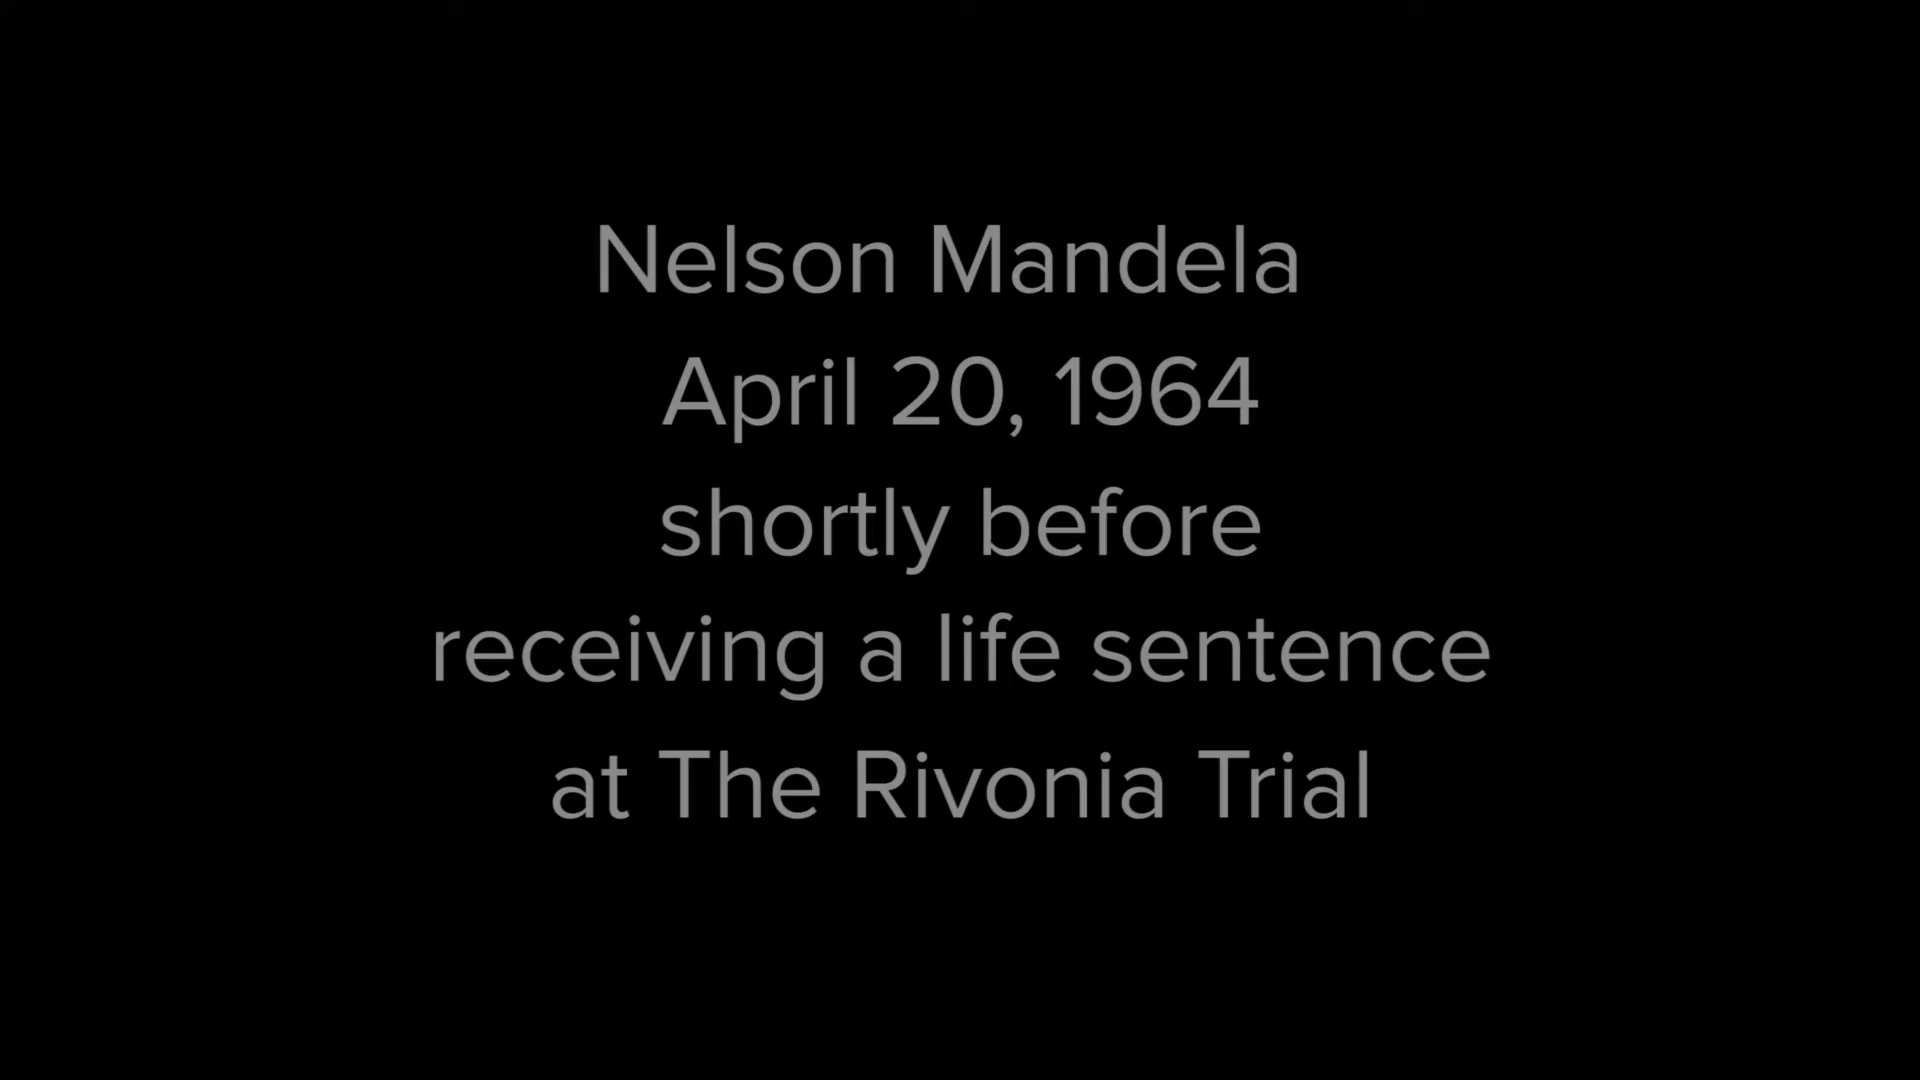 Nelson Mandela
April 20, 1964
shortly before
receiving a life sentence
at The Rivonia Trial